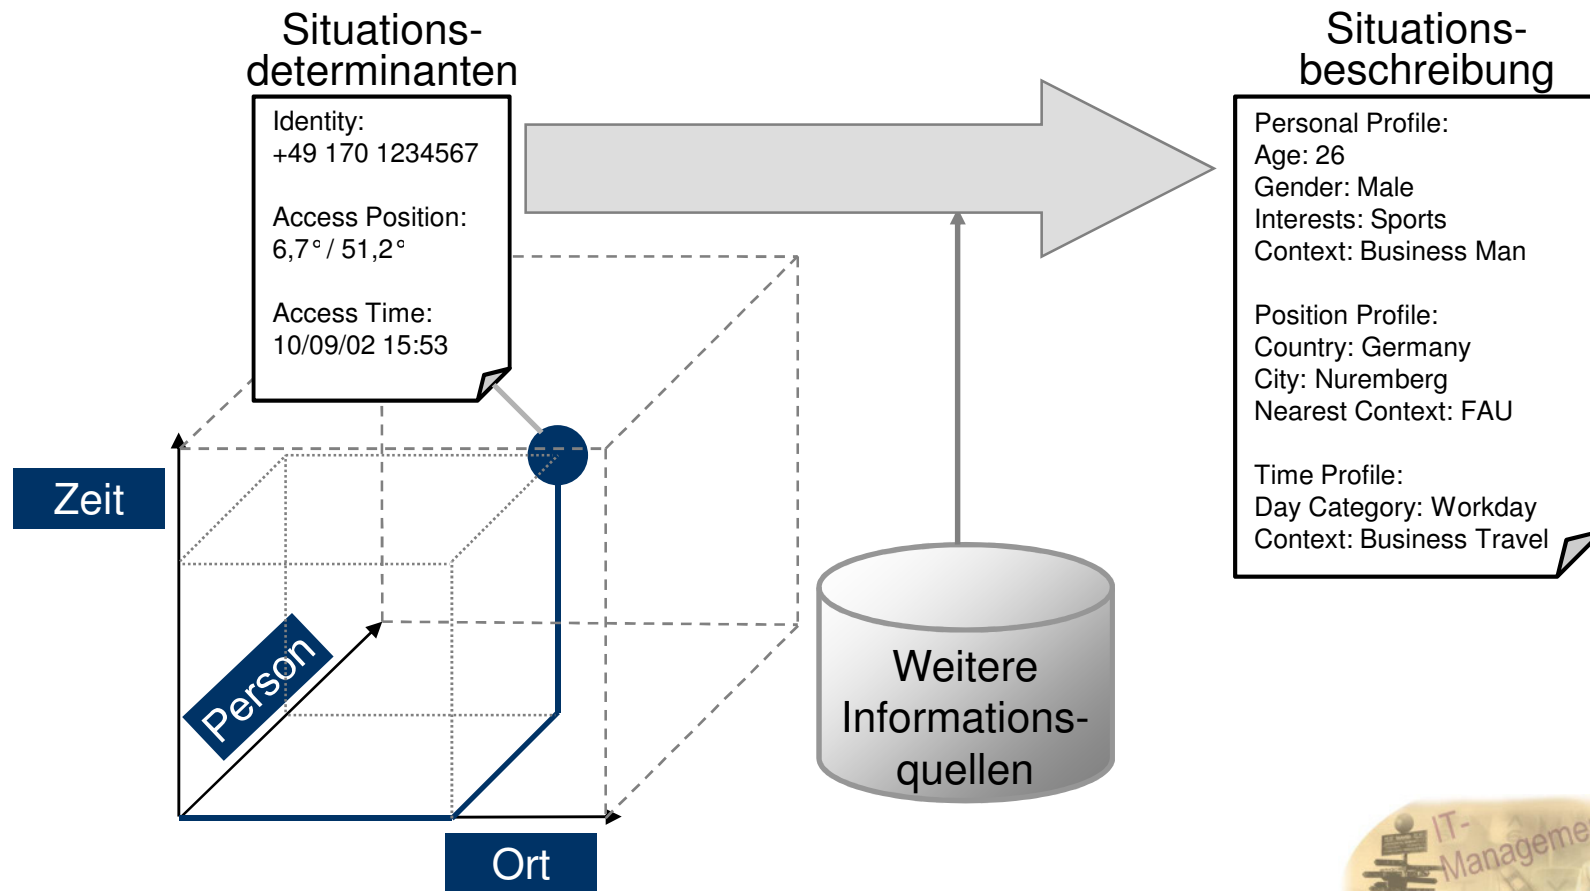 Situations-
determinanten
Identity:
+49 170 1234567
Access Position:
6,7° / 51,2°
Access Time:
10/09/02 15:53
Situations-
beschreibung
Personal Profile:
Age: 26
Gender: Male
Interests: Sports
Context: Business Man
Position Profile:
Country: Germany
City: Nuremberg
Nearest Context: FAU
Time Profile:
Day Category: Workday
Context: Business Travel
Zeit
Person
Ort
Weitere
Informations-
quellen
IT-
Manageme